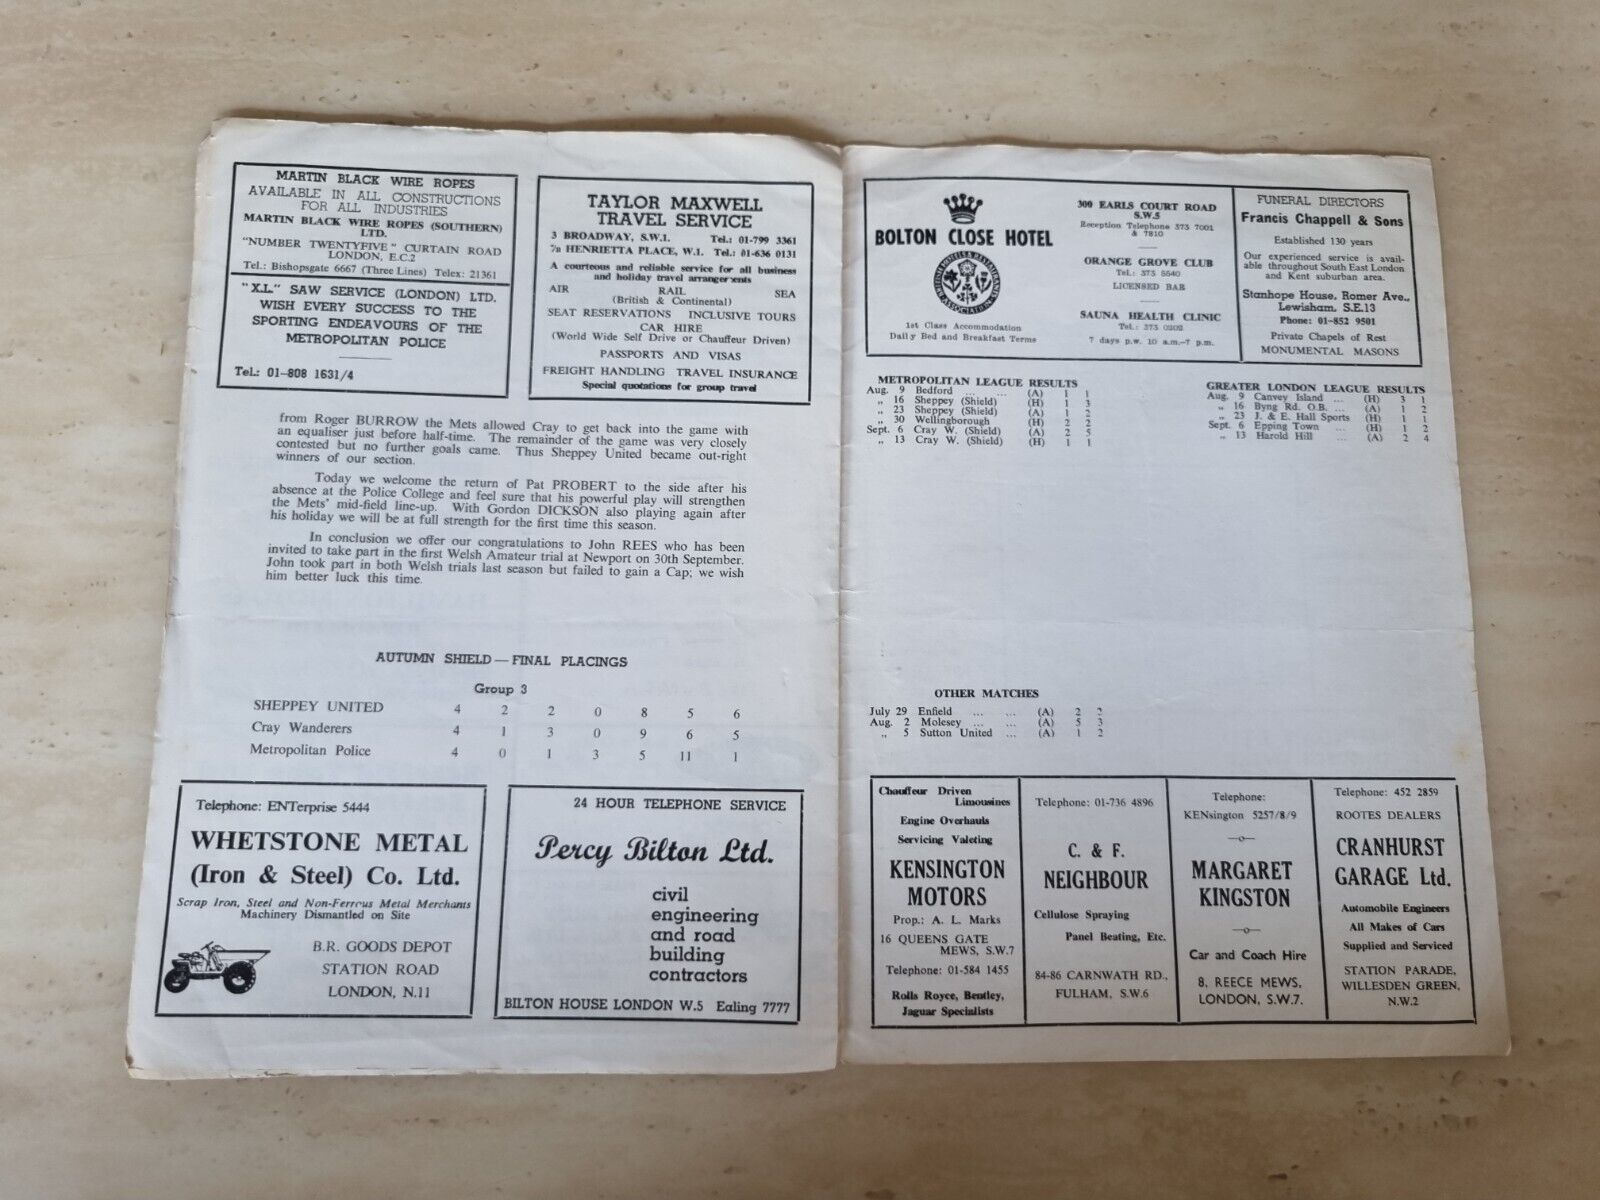 MARTIN BLACK WIRE ROPES
AVAILABLE IN ALL CONSTRUCTIONS
FOR ALL INDUSTRIES
MARTIN BLACK WIRE ROPES (SOUTHERN)
LTD.
"NUMBER TWENTYFIVE" CURTAIN ROAD
LONDON, E.C.2
Tel.: Bishopsgate 6667 (Three Lines) Telex: 21361
"X.L." SAW SERVICE (LONDON) LTD.
WISH EVERY SUCCESS TO THE
SPORTING ENDEAVOURS OF THE
METROPOLITAN POLICE
Tel.: 01-808 1631/4
TAYLOR MAXWELL
TRAVEL SERVICE
3 BROADWAY, S.W.1. Tel.: 01-799 3361
7/8 HENRIETTA PLACE, W.1. Tel.: 01-636 0131
A courteous and reliable service for all business
and holiday travel arrangements
AIR RAIL SEA
(British & Continental)
SEAT RESERVATIONS INCLUSIVE TOURS
CAR HIRE
(World Wide Self Drive or Chauffeur Driven)
PASSPORTS AND VISAS
FREIGHT HANDLING TRAVEL INSURANCE
Special quotations for group travel
from Roger BURROW the Mets allowed Cray to get back into the game with
an equaliser just before half-time. The remainder of the game was very closely
contested but no further goals came. Thus Sheppey United became out-right
winners of our section.
Today we welcome the return of Pat PROBERT to the side after his
absence at the Police College and feel sure that his powerful play will strengthen
the Mets' mid-field line-up. With Gordon DICKSON also playing again after
his holiday we will be at full strength for the first time this season.
In conclusion we offer our congratulations to John REES who has been
invited to take part in the first Welsh Amateur trial at Newport on 30th September.
John took part in both Welsh trials last season but failed to gain a Cap; we wish
him better luck this time.
AUTUMN SHIELD — FINAL PLACINGS
Group 3
SHEPPEY UNITED 4 2 2 0 8 5 6
Cray Wanderers 4 1 3 0 9 6 5
Metropolitan Police 4 0 1 3 5 11 1
Telephone: ENTerprise 5444
WHETSTONE METAL
(Iron & Steel) Co. Ltd.
Scrap Iron, Steel and Non-Ferrous Metal Merchants
Machinery Dismantled on Site
B.R. GOODS DEPOT
STATION ROAD
LONDON, N.11
24 HOUR TELEPHONE SERVICE
Percy Bilton Ltd.
civil
engineering
and road
building
contractors
BILTON HOUSE LONDON W.5 Ealing 7777
BOLTON CLOSE HOTEL
1st Class Accommodation
Daily Bed and Breakfast Terms
300 EARLS COURT ROAD
S.W.5
Reception Telephone 373 7001
& 7810
ORANGE GROVE CLUB
Tel.: 373 5540
LICENSED BAR
SAUNA HEALTH CLINIC
Tel.: 373 0202
7 days p.w. 10 a.m.–7 p.m.
FUNERAL DIRECTORS
Francis Chappell & Sons
Established 130 years
Our experienced service is avail-
able throughout South East London
and Kent suburban area.
Stanhope House, Romer Ave.,
Lewisham, S.E.13
Phone: 01-852 9501
Private Chapels of Rest
MONUMENTAL MASONS
METROPOLITAN LEAGUE RESULTS
Aug. 9 Bedford ... ... (A) 1 1
„ 16 Sheppey (Shield) (H) 1 3
„ 23 Sheppey (Shield) (A) 1 2
„ 30 Wellingborough (H) 2 2
Sept. 6 Cray W. (Shield) (A) 2 5
„ 13 Cray W. (Shield) (H) 1 1
GREATER LONDON LEAGUE RESULTS
Aug. 9 Canvey Island ... (H) 3 1
„ 16 Byng Rd. O.B. ... (A) 1 2
„ 23 J. & E. Hall Sports (H) 1 1
Sept. 6 Epping Town ... (H) 1 2
„ 13 Harold Hill ... (A) 2 4
OTHER MATCHES
July 29 Enfield ... ... (A) 2 2
Aug. 2 Molesey ... ... (A) 5 3
„ 5 Sutton United ... (A) 1 2
Chauffeur Driven
Limousines
Engine Overhauls
Servicing Valeting
KENSINGTON
MOTORS
Prop.: A. L. Marks
16 QUEENS GATE
MEWS, S.W.7
Telephone: 01-584 1455
Rolls Royce, Bentley,
Jaguar Specialists
Telephone: 01-736 4896
C. & F.
NEIGHBOUR
Cellulose Spraying
Panel Beating, Etc.
84-86 CARNWATH RD.,
FULHAM, S.W.6
Telephone:
KENsington 5257/8/9
MARGARET
KINGSTON
Car and Coach Hire
8, REECE MEWS,
LONDON, S.W.7.
Telephone: 452 2859
ROOTES DEALERS
CRANHURST
GARAGE Ltd.
Automobile Engineers
All Makes of Cars
Supplied and Serviced
STATION PARADE,
WILLESDEN GREEN,
N.W.2